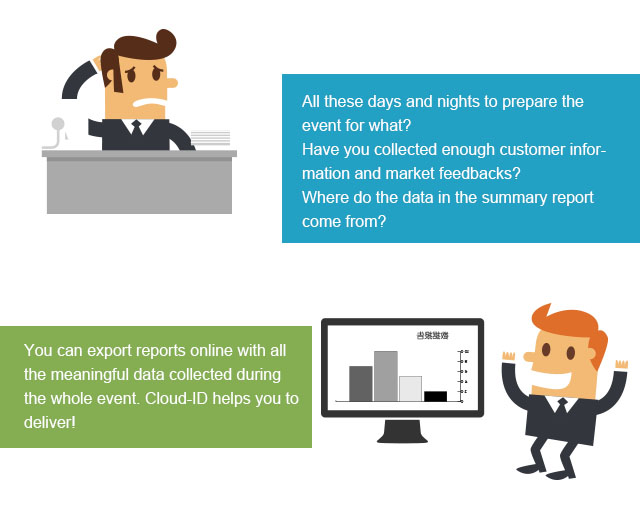 All these days and nights to prepare the
event for what?
Have you collected enough customer infor-
mation and market feedbacks?
Where do the data in the summary report
come from?
You can export reports online with all
the meaningful data collected during
the whole event. Cloud-ID helps you to
deliver!